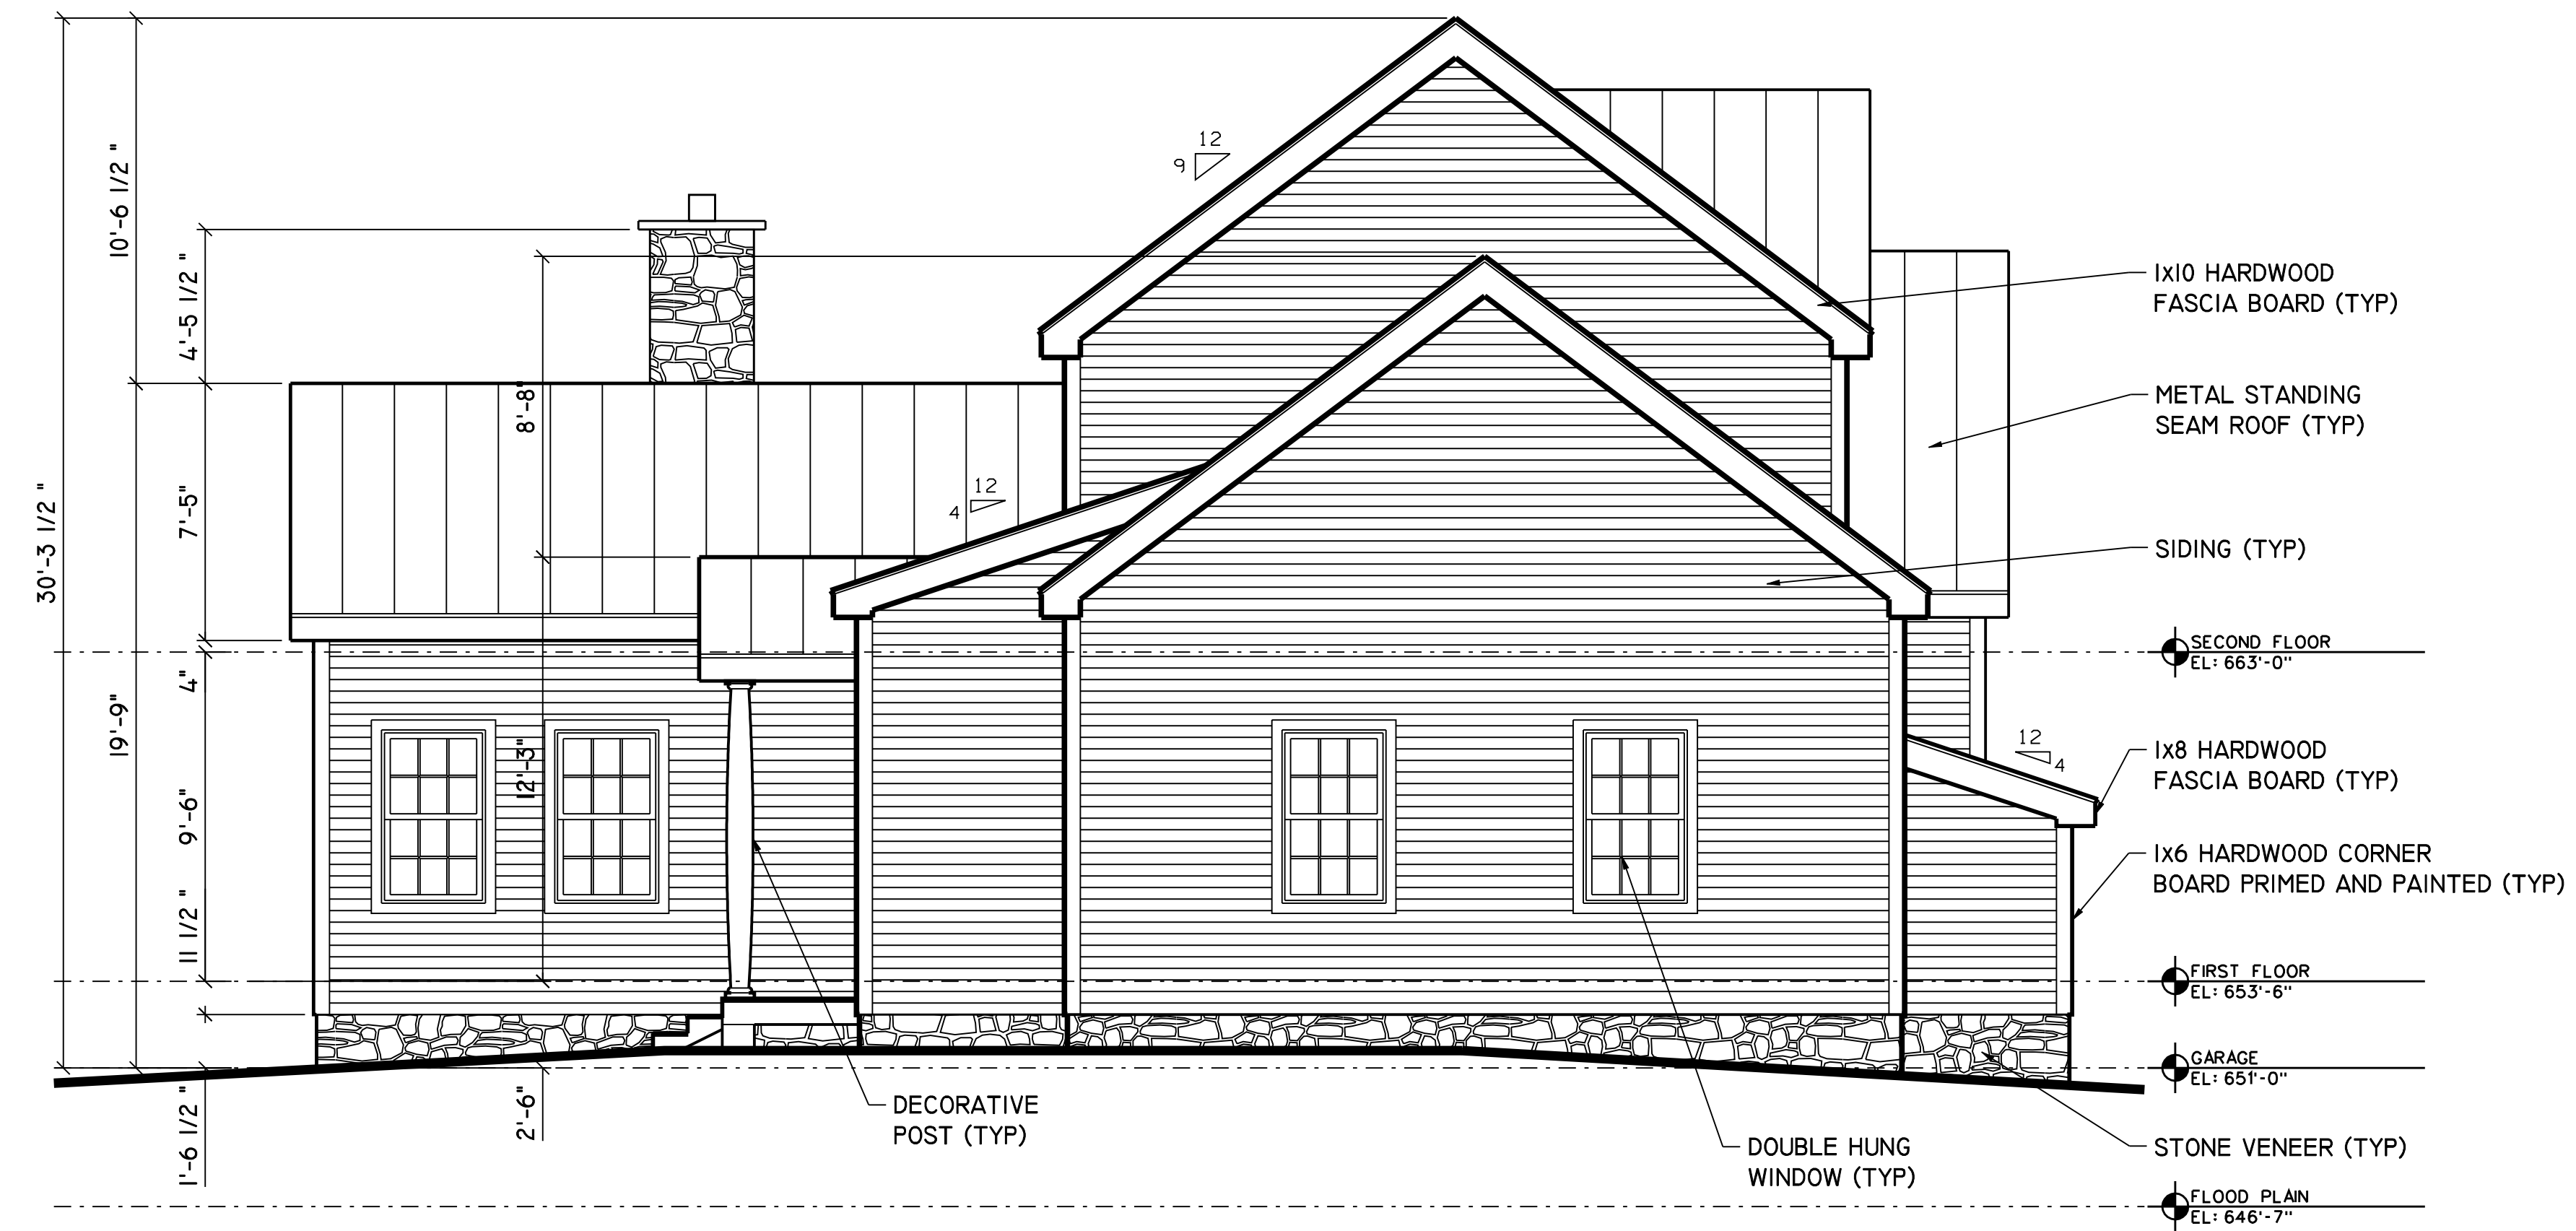 30'-3 1/2 "
10'-6 1/2 "
19'-9"
4'-5 1/2 "
7'-5"
4"
9'-6"
11 1/2 "
1'-6 1/2 "
8'-8"
12'-3"
2'-6"
12
9
12
4
12
4
1x10 HARDWOOD
FASCIA BOARD (TYP)
METAL STANDING
SEAM ROOF (TYP)
SIDING (TYP)
SECOND FLOOR
EL: 663'-0"
1x8 HARDWOOD
FASCIA BOARD (TYP)
1x6 HARDWOOD CORNER
BOARD PRIMED AND PAINTED (TYP)
FIRST FLOOR
EL: 653'-6"
GARAGE
EL: 651'-0"
DECORATIVE
POST (TYP)
DOUBLE HUNG
WINDOW (TYP)
STONE VENEER (TYP)
FLOOD PLAIN
EL: 646'-7"